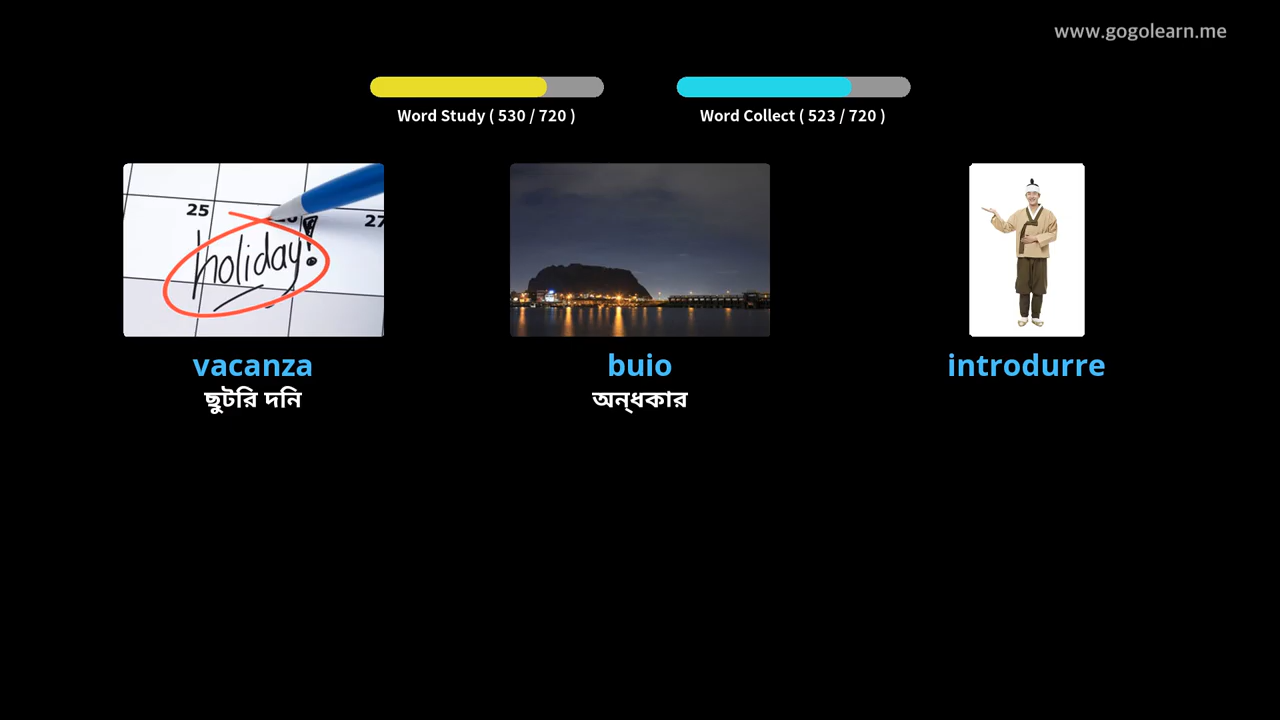 www.gogolearn.me
Word Study ( 530 / 720 )
Word Collect ( 523 / 720 )
25
27
holiday!
vacanza
buio
introdurre
ছুটরি দনি
অন্ধকার